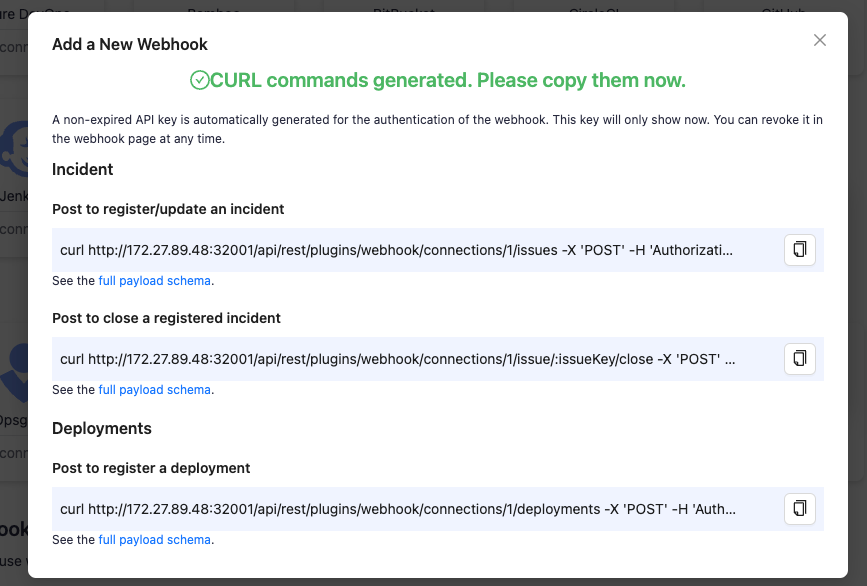 Add a New Webhook
CURL commands generated. Please copy them now.
A non-expired API key is automatically generated for the authentication of the webhook. This key will only show now. You can revoke it in
the webhook page at any time.
Incident
Post to register/update an incident
curl http://172.27.89.48:32001/api/rest/plugins/webhook/connections/1/issues -X 'POST' -H 'Authorizati...
See the full payload schema.
Post to close a registered incident
curl http://172.27.89.48:32001/api/rest/plugins/webhook/connections/1/issue/:issueKey/close -X 'POST' ...
See the full payload schema.
Deployments
Post to register a deployment
curl http://172.27.89.48:32001/api/rest/plugins/webhook/connections/1/deployments -X 'POST' -H 'Auth...
See the full payload schema.